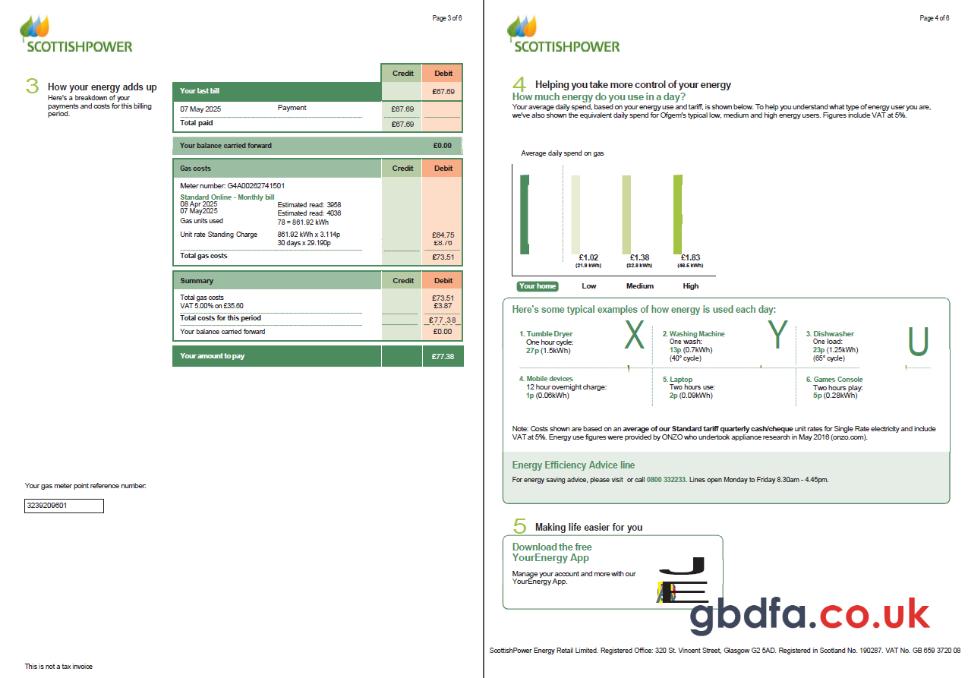 Page 3 of 6
SCOTTISHPOWER
3 How your energy adds up
Here's a breakdown of your
payments and costs for this billing
period.
Credit Debit
Your last bill £67.69
07 May 2025 Payment £67.69
Total paid £67.69
Your balance carried forward £0.00
Gas costs Credit Debit
Meter number: G4A00262741501
Standard Online - Monthly bill
08 Apr 2025 Estimated read: 3958
07 May2025 Estimated read: 4036
Gas units used 78 = 861.92 kWh
Unit rate Standing Charge 861.92 kWh x 3.114p £64.75
30 days x 29.190p £8.76
Total gas costs £73.51
Summary Credit Debit
Total gas costs £73.51
VAT 5.00% on £35.60 £3.87
Total costs for this period £77.38
Your balance carried forward £0.00
Your amount to pay £77.38
Your gas meter point reference number:
3239209601
This is not a tax invoice
Page 4 of 6
SCOTTISHPOWER
4 Helping you take more control of your energy
How much energy do you use in a day?
Your average daily spend, based on your energy use and tariff, is shown below. To help you understand what type of energy user you are,
we've also shown the equivalent daily spend for Ofgem's typical low, medium and high energy users. Figures include VAT at 5%.
Average daily spend on gas
£1.02 £1.38 £1.83
(21.9 kWh) (32.9 kWh) (46.5 kWh)
Your home Low Medium High
Here's some typical examples of how energy is used each day:
1. Tumble Dryer
One hour cycle:
27p (1.5kWh)
X
2. Washing Machine
One wash:
13p (0.7kWh)
(40° cycle)
Y
3. Dishwasher
One load:
23p (1.25kWh)
(65° cycle)
U
4. Mobile devices
12 hour overnight charge:
1p (0.06kWh)
5. Laptop
Two hours use:
2p (0.09kWh)
6. Games Console
Two hours play:
5p (0.28kWh)
Note: Costs shown are based on an average of our Standard tariff quarterly cash/cheque unit rates for Single Rate electricity and include
VAT at 5%. Energy use figures were provided by ONZO who undertook appliance research in May 2016 (onzo.com).
Energy Efficiency Advice line
For energy saving advice, please visit or call 0800 332233. Lines open Monday to Friday 8.30am - 4.45pm.
5 Making life easier for you
Download the free
YourEnergy App
Manage your account and more with our
YourEnergy App.
gbdfa.co.uk
ScottishPower Energy Retail Limited. Registered Office: 320 St. Vincent Street, Glasgow G2 5AD. Registered in Scotland No. 190287. VAT No. GB 659 3720 08